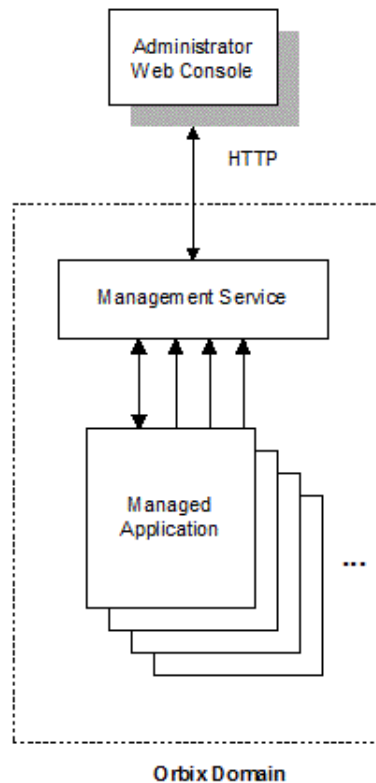 Administrator
Web Console
HTTP
Management Service
Managed
Application
...
Orbix Domain